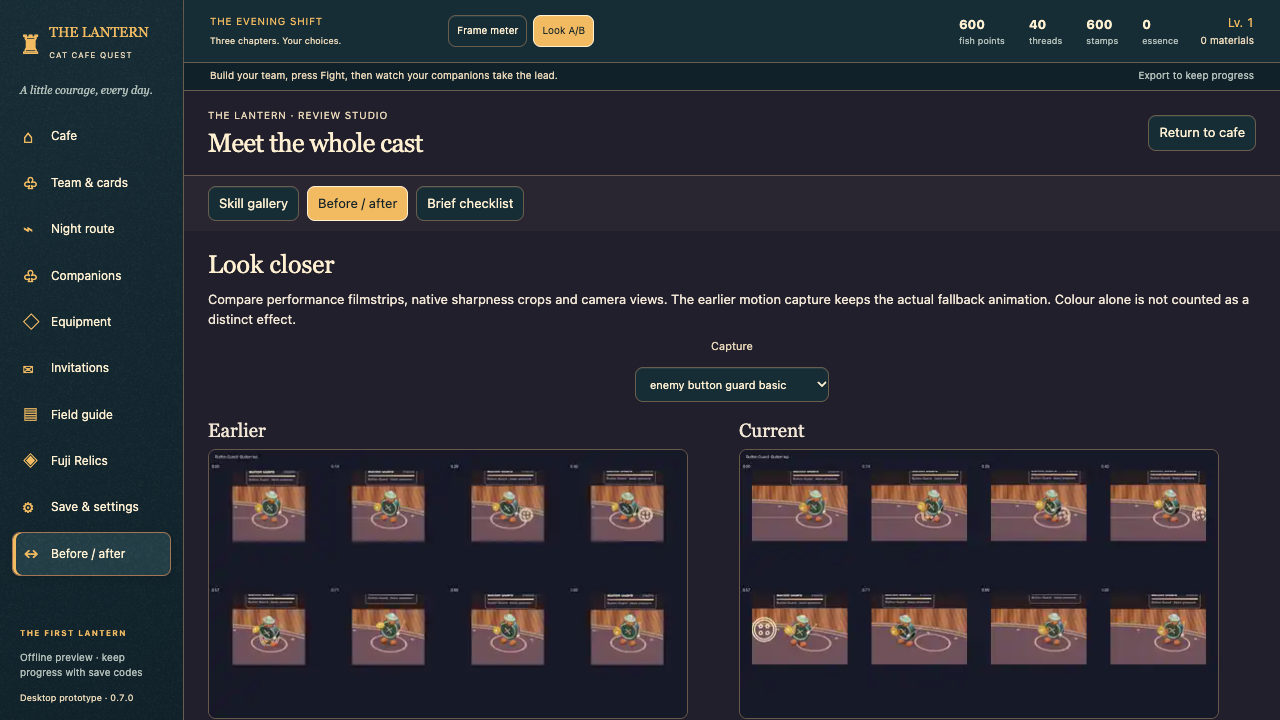 THE LANTERN
CAT CAFE QUEST
A little courage, every day.
Cafe
Team & cards
Night route
Companions
Equipment
Invitations
Field guide
Fuji Relics
Save & settings
Before / after
THE FIRST LANTERN
Offline preview · keep
progress with save codes
Desktop prototype · 0.7.0
THE EVENING SHIFT
Three chapters. Your choices.
Frame meter
Look A/B
600
fish points
40
threads
600
stamps
0
essence
Lv. 1
0 materials
Build your team, press Fight, then watch your companions take the lead.
Export to keep progress
THE LANTERN · REVIEW STUDIO
Meet the whole cast
Return to cafe
Skill gallery
Before / after
Brief checklist
Look closer
Compare performance filmstrips, native sharpness crops and camera views. The earlier motion capture keeps the actual fallback animation. Colour alone is not counted as a
distinct effect.
Capture
enemy button guard basic
Earlier
Current